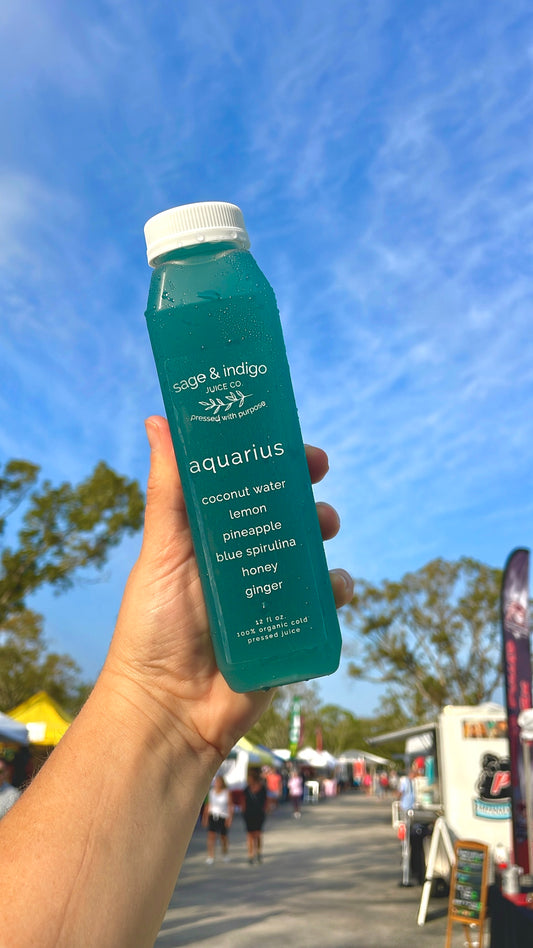 sage & indigo
JUICE CO.
pressed with purpose
aquarius
coconut water
lemon
pineapple
blue spirulina
honey
ginger
12 fl oz.
100% organic cold
pressed juice